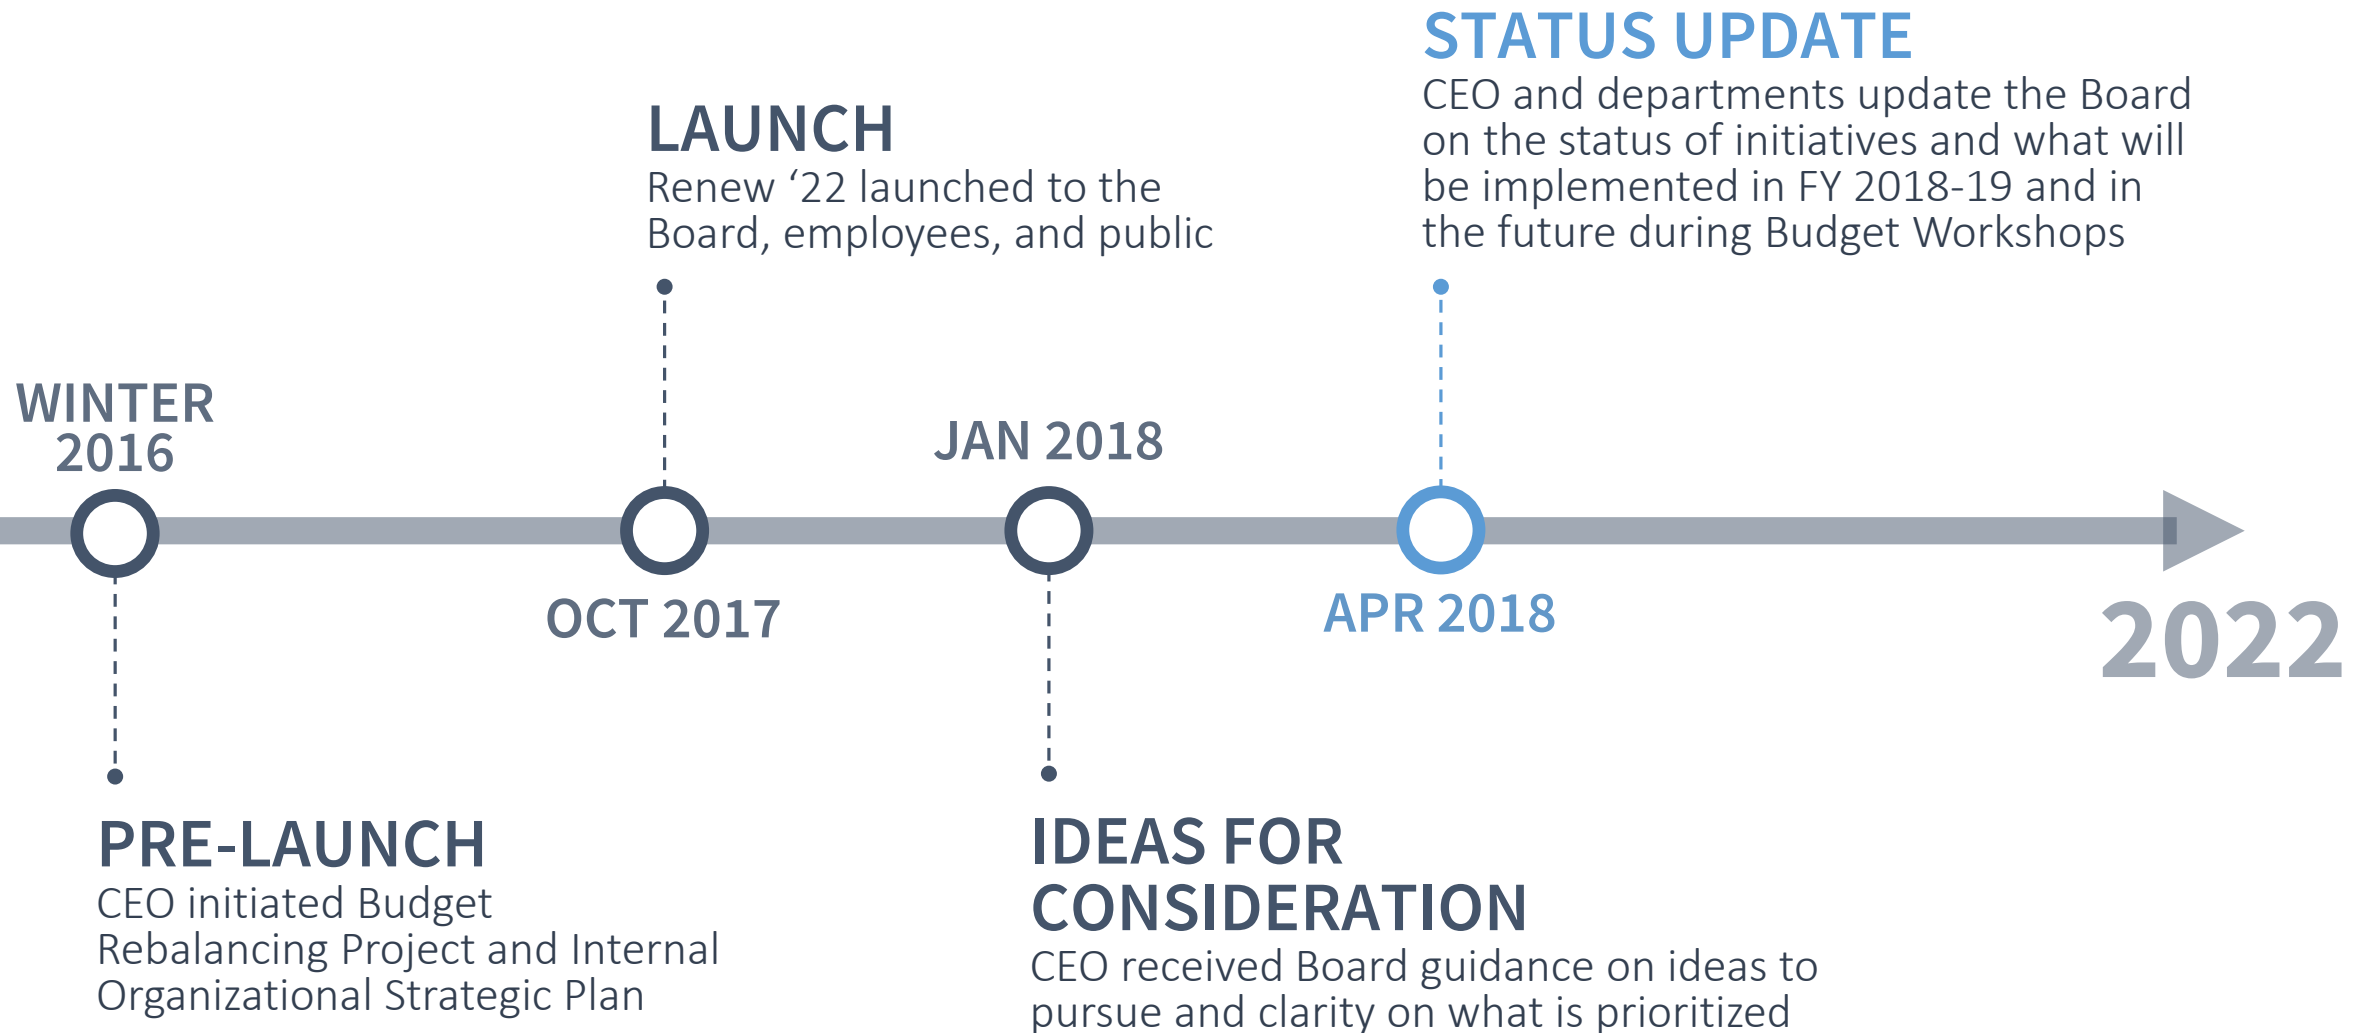 STATUS UPDATE
CEO and departments update the Board
on the status of initiatives and what will
be implemented in FY 2018-19 and in
the future during Budget Workshops
LAUNCH
Renew ‘22 launched to the
Board, employees, and public
WINTER
2016
JAN 2018
OCT 2017
APR 2018
2022
PRE-LAUNCH
CEO initiated Budget
Rebalancing Project and Internal
Organizational Strategic Plan
IDEAS FOR
CONSIDERATION
CEO received Board guidance on ideas to
pursue and clarity on what is prioritized